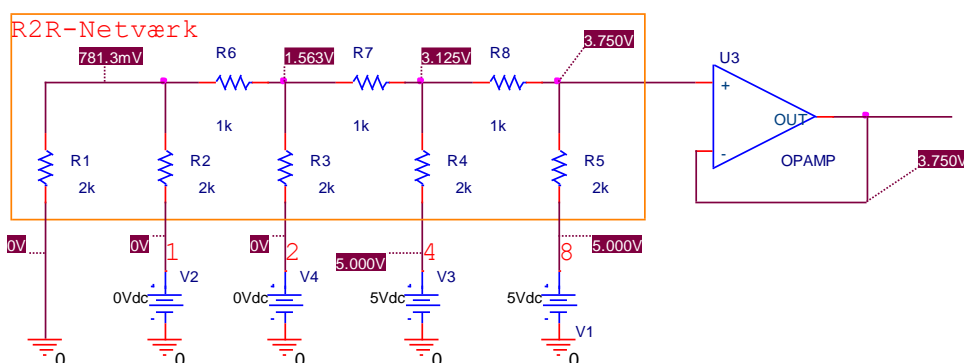 R2R-Netværk
781.3mV
R6
1.563V
R7
3.125V
R8
3.750V
U3
+
OUT
-
OPAMP
1k
1k
1k
R1
2k
R2
2k
R3
2k
R4
2k
R5
2k
3.750V
0V
0V
1
0V
2
5.000V
4
8
5.000V
V2
0Vdc
V4
0Vdc
V3
5Vdc
5Vdc
V1
-
-
-
-
0
0
0
0
0